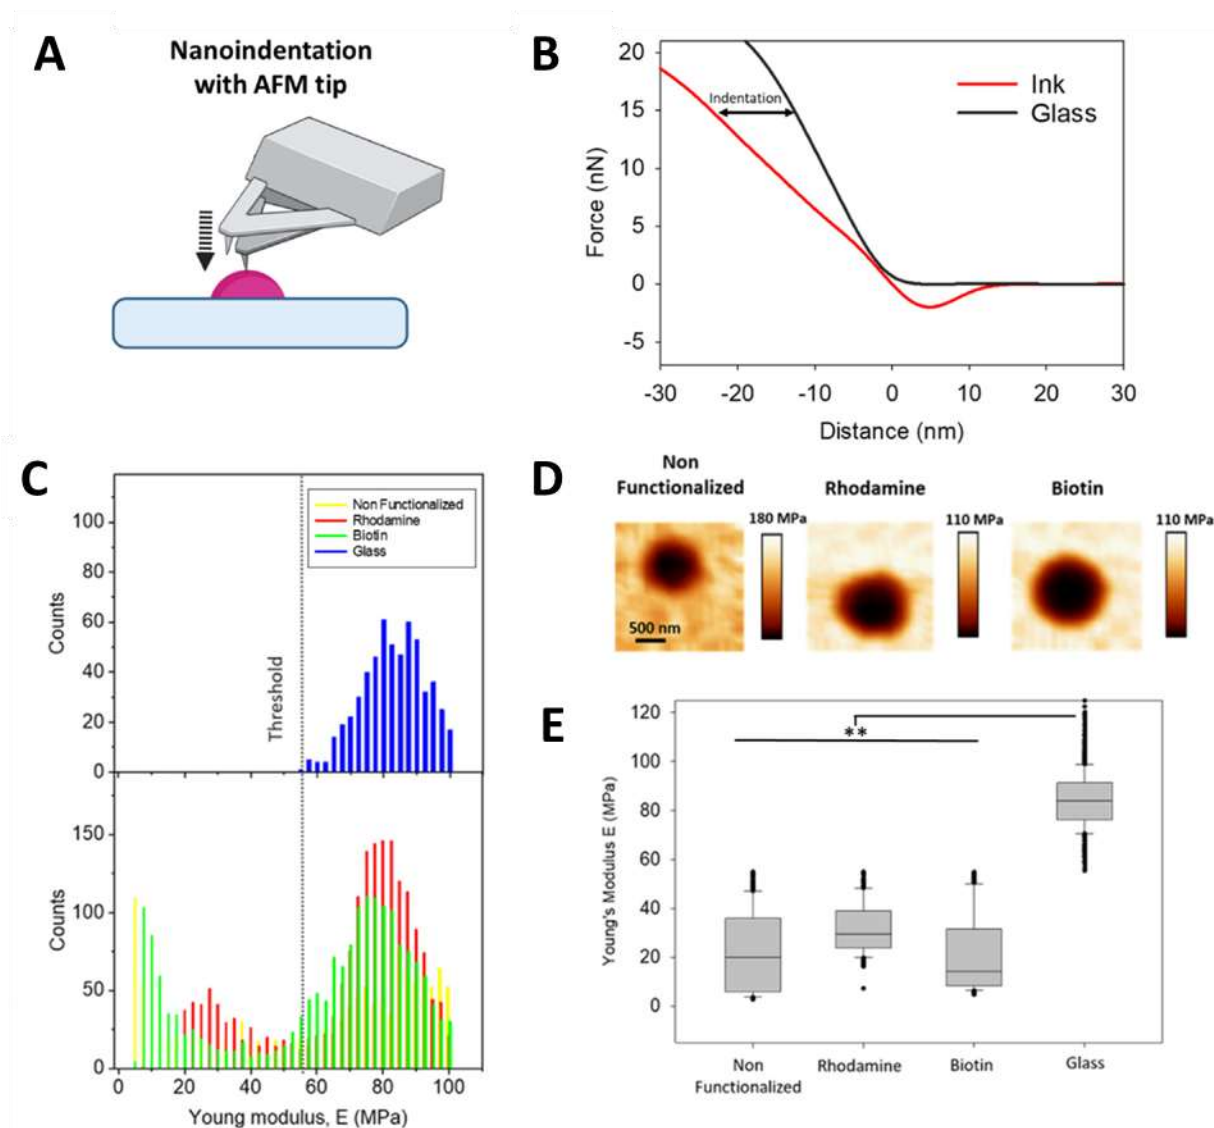 A
Nanoindentation
with AFM tip
B
20
15
10
5
0
-5
Force (nN)
Indentation
Ink
Glass
-30 -20 -10 0 10 20 30
Distance (nm)
C
100
80
60
40
20
0
Counts
Threshold
Non Functionalized
Rhodamine
Biotin
Glass
150
100
50
0
Counts
0 20 40 60 80 100
Young modulus, E (MPa)
D
Non
Functionalized
Rhodamine
Biotin
180 MPa
110 MPa
110 MPa
500 nm
E
120
100
80
60
40
20
0
Young's Modulus E (MPa)
**
Non
Functionalized
Rhodamine
Biotin
Glass